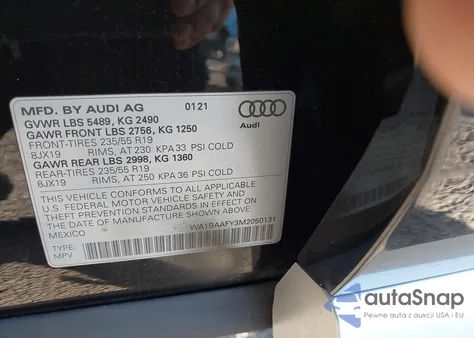 MFD. BY AUDI AG 0121
GVWR LBS 5489, KG 2490
GAWR FRONT LBS 2756, KG 1250
FRONT-TIRES 235/55 R19
8JX19 RIMS, AT 230 KPA 33 PSI COLD
GAWR REAR LBS 2998, KG 1360
REAR-TIRES 235/55 R19
8JX19 RIMS, AT 250 KPA 36 PSI COLD
Audi
THIS VEHICLE CONFORMS TO ALL APPLICABLE
U.S. FEDERAL MOTOR VEHICLE SAFETY AND
THEFT PREVENTION STANDARDS IN EFFECT ON
THE DATE OF MANUFACTURE SHOWN ABOVE
MEXICO
TYPE:
MPV
WA1BAAFY3M2050131
autoSnap
Pewne auta z aukcji USA i EU